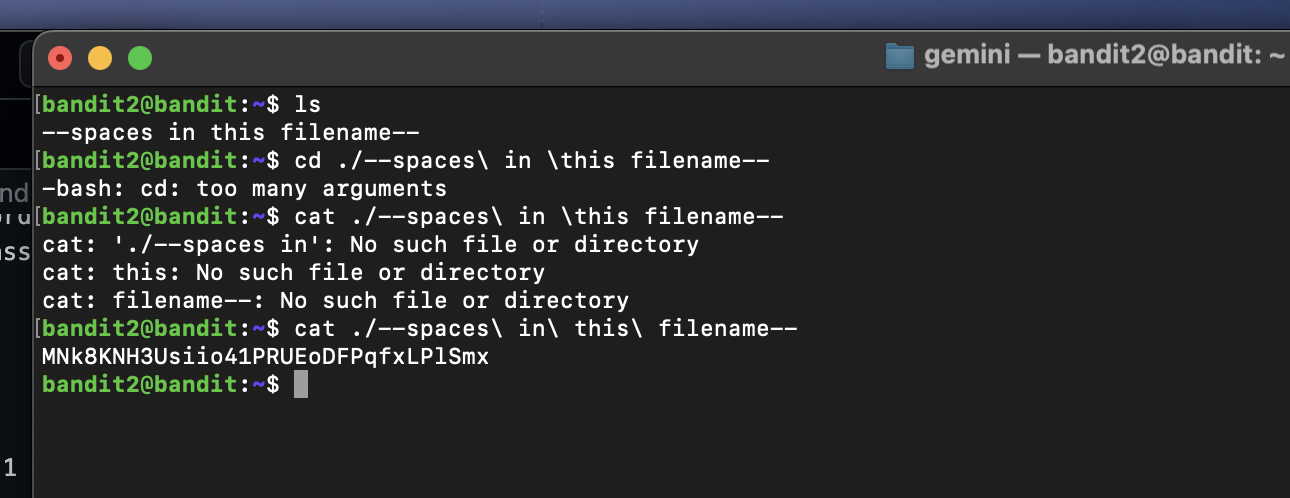 gemini — bandit2@bandit: ~
[bandit2@bandit:~$ ls
--spaces in this filename--
[bandit2@bandit:~$ cd ./--spaces\ in \this filename--
-bash: cd: too many arguments
[bandit2@bandit:~$ cat ./--spaces\ in \this filename--
cat: './--spaces in': No such file or directory
cat: this: No such file or directory
cat: filename--: No such file or directory
[bandit2@bandit:~$ cat ./--spaces\ in\ this\ filename--
MNk8KNH3Usiio41PRUEoDFPqfxLPlSmx
bandit2@bandit:~$
1